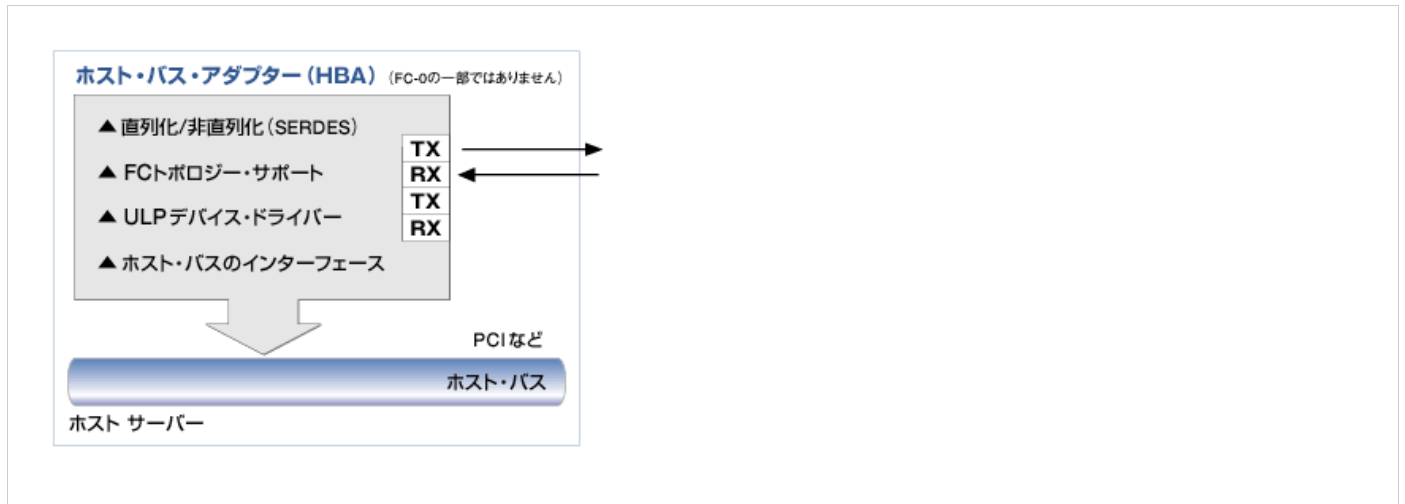 ホスト・バス・アダプター（HBA）（FC-0の一部ではありません）
▲ 直列化/非直列化（SERDES）
TX
▲ FCトポロジー・サポート
RX
TX
▲ ULPデバイス・ドライバー
RX
▲ ホスト・バスのインターフェース
PCIなど
ホスト・バス
ホスト サーバー